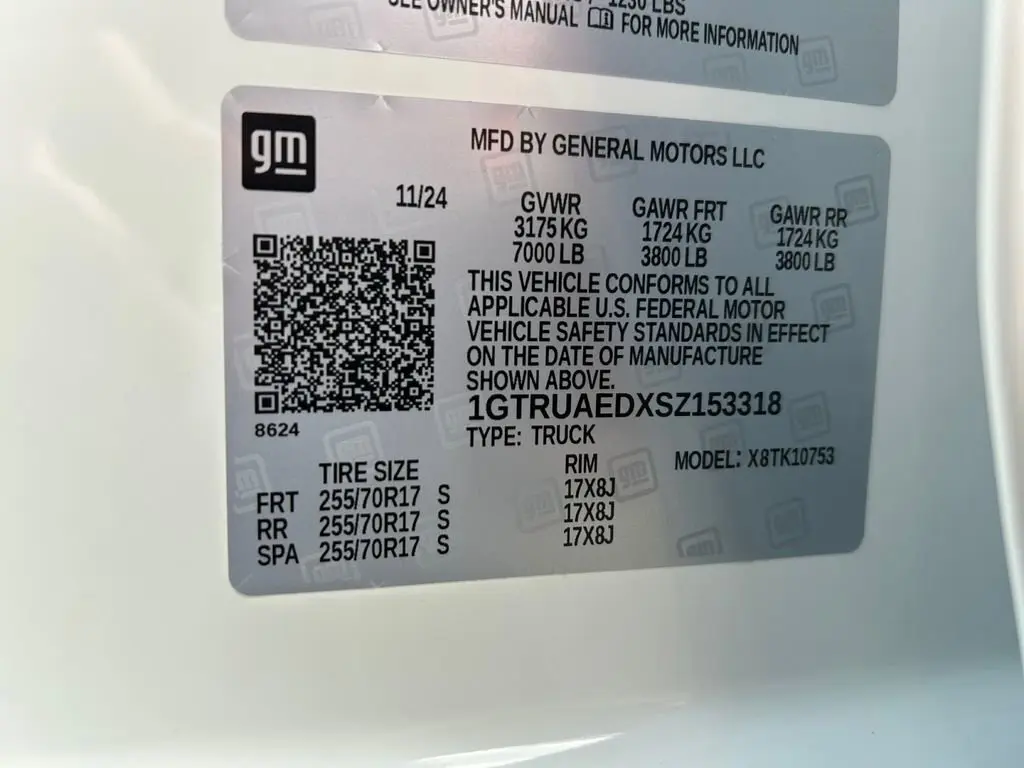 1230 LBS
SEE OWNER'S MANUAL FOR MORE INFORMATION
gm
MFD BY GENERAL MOTORS LLC
11/24
GVWR GAWR FRT GAWR RR
3175 KG 1724 KG 1724 KG
7000 LB 3800 LB 3800 LB
THIS VEHICLE CONFORMS TO ALL
APPLICABLE U.S. FEDERAL MOTOR
VEHICLE SAFETY STANDARDS IN EFFECT
ON THE DATE OF MANUFACTURE
SHOWN ABOVE.
1GTRUAEDXSZ153318
8624
TYPE: TRUCK
MODEL: X8TK10753
TIRE SIZE RIM
FRT 255/70R17 S 17X8J
RR 255/70R17 S 17X8J
SPA 255/70R17 S 17X8J